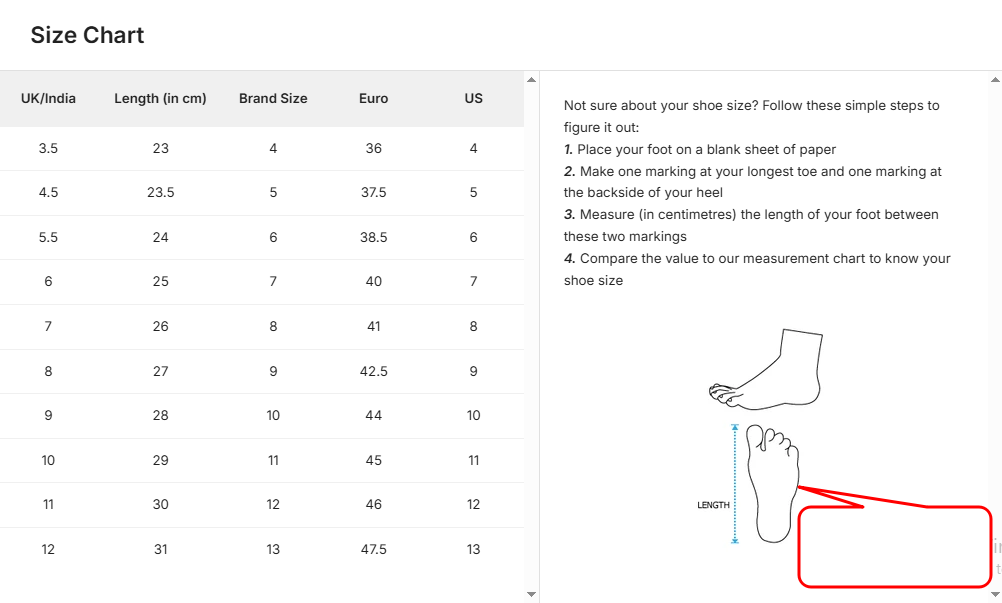 Size Chart
UK/India Length (in cm) Brand Size Euro US
3.5 23 4 36 4
4.5 23.5 5 37.5 5
5.5 24 6 38.5 6
6 25 7 40 7
7 26 8 41 8
8 27 9 42.5 9
9 28 10 44 10
10 29 11 45 11
11 30 12 46 12
12 31 13 47.5 13
Not sure about your shoe size? Follow these simple steps to
figure it out:
1. Place your foot on a blank sheet of paper
2. Make one marking at your longest toe and one marking at
the backside of your heel
3. Measure (in centimetres) the length of your foot between
these two markings
4. Compare the value to our measurement chart to know your
shoe size
LENGTH